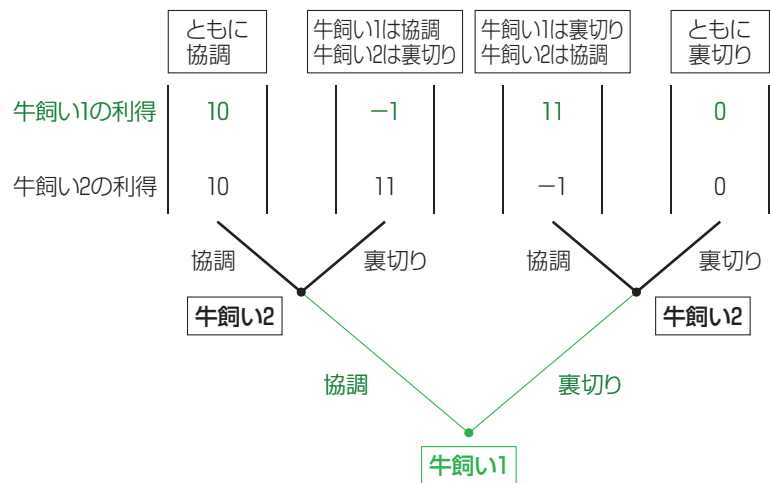 ともに
協調
牛飼い1は協調
牛飼い2は裏切り
牛飼い1は裏切り
牛飼い2は協調
ともに
裏切り
牛飼い1の利得 10 −1 11 0
牛飼い2の利得 10 11 −1 0
協調 裏切り 協調 裏切り
牛飼い2 牛飼い2
協調 裏切り
牛飼い1